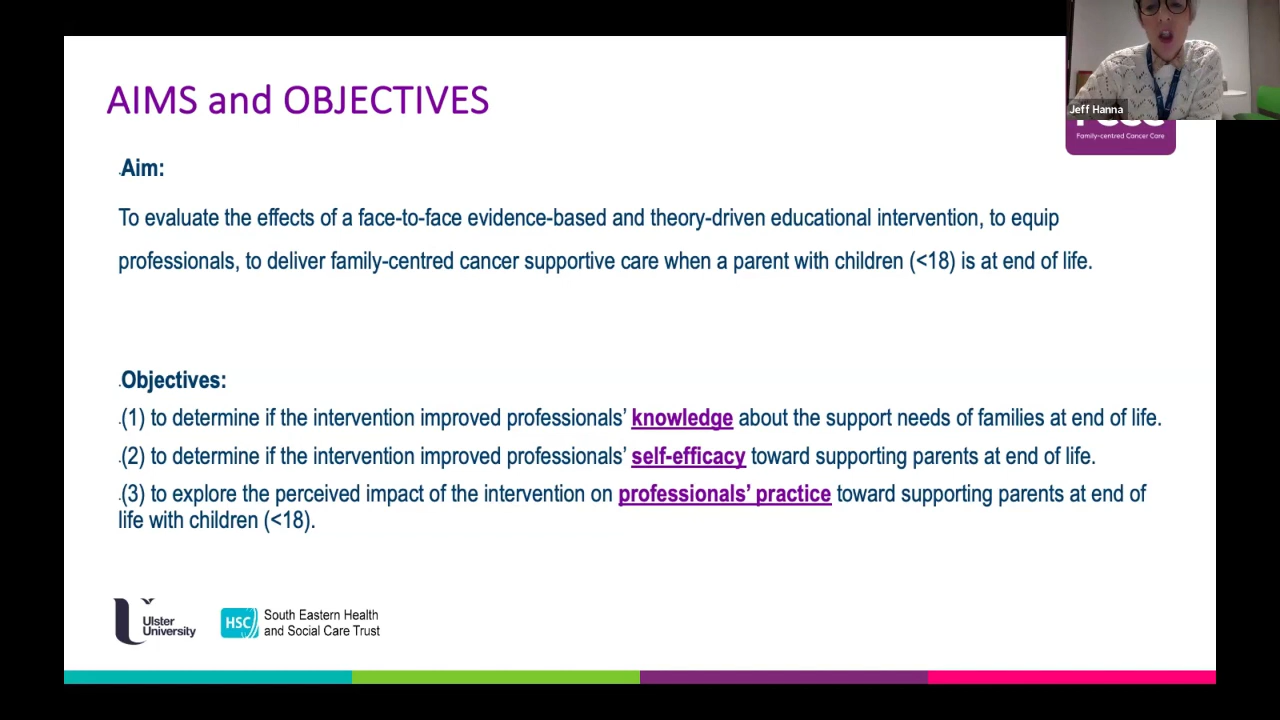 AIMS and OBJECTIVES
Jeff Hanna
Family-centred Cancer Care
Aim:
To evaluate the effects of a face-to-face evidence-based and theory-driven educational intervention, to equip
professionals, to deliver family-centred cancer supportive care when a parent with children (<18) is at end of life.
Objectives:
(1) to determine if the intervention improved professionals’ knowledge about the support needs of families at end of life.
(2) to determine if the intervention improved professionals’ self-efficacy toward supporting parents at end of life.
(3) to explore the perceived impact of the intervention on professionals’ practice toward supporting parents at end of
life with children (<18).
Ulster
University
HSC
South Eastern Health
and Social Care Trust